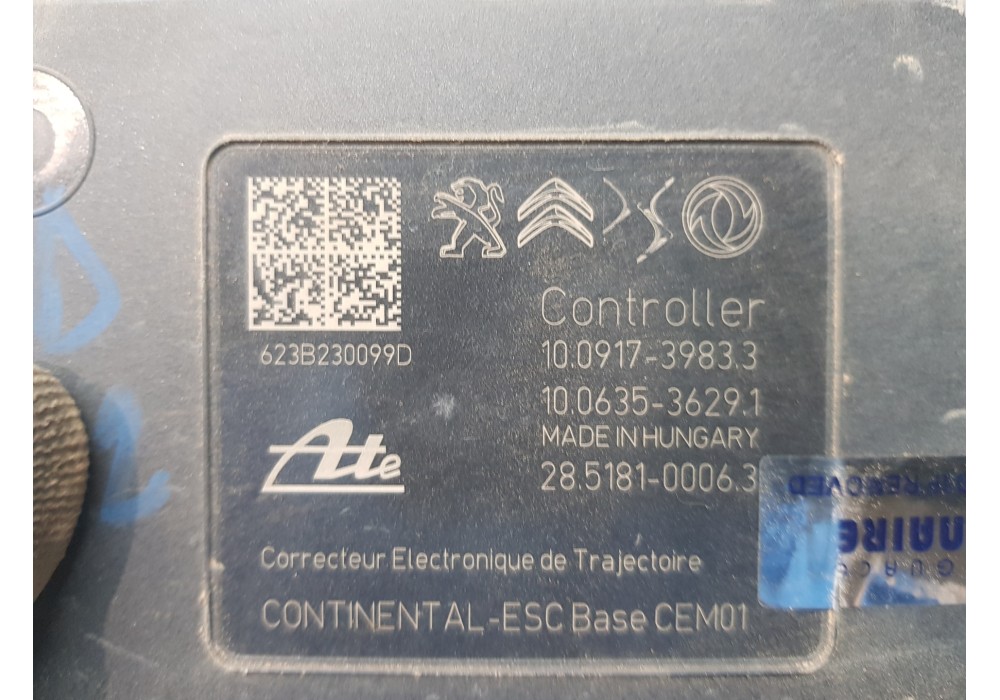 Controller
623B230099D
10.0917-3983.3
10.0635-3629.1
MADE IN HUNGARY
Ate
28.5181-0006.3
Correcteur Electronique de Trajectoire
CONTINENTAL-ESC Base CEM01
REMOVED